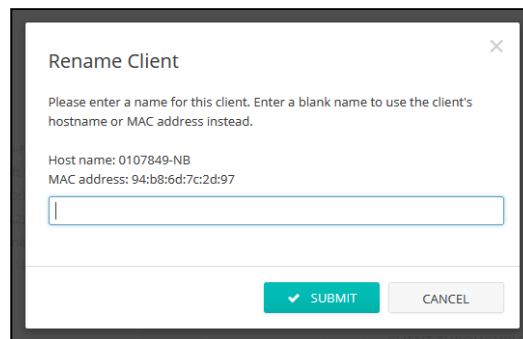 Rename Client
Please enter a name for this client. Enter a blank name to use the client's
hostname or MAC address instead.
Host name: 0107849-NB
MAC address: 94:b8:6d:7c:2d:97
SUBMIT
CANCEL